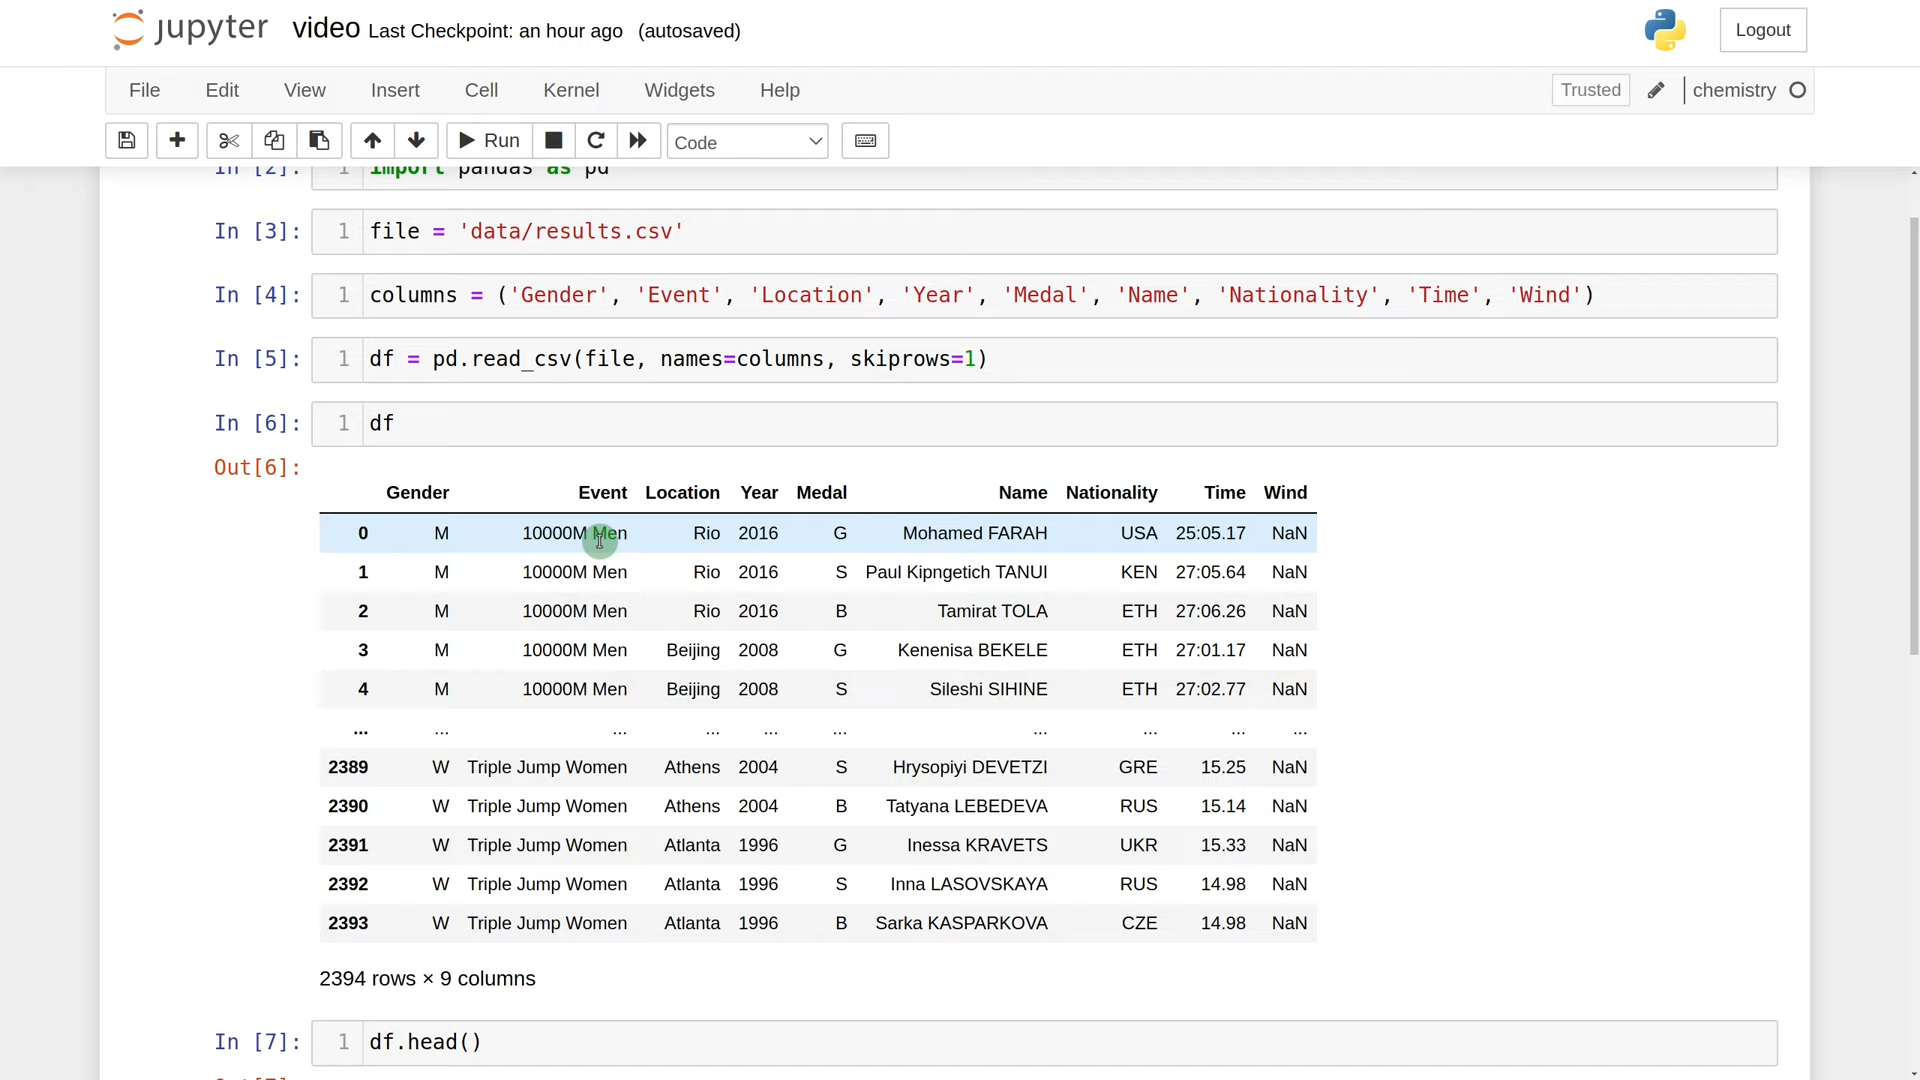 jupyter video Last Checkpoint: an hour ago (autosaved) Logout
File Edit View Insert Cell Kernel Widgets Help Trusted chemistry
Run Code
In [2]: 1 import pandas as pd
In [3]: 1 file = 'data/results.csv'
In [4]: 1 columns = ('Gender', 'Event', 'Location', 'Year', 'Medal', 'Name', 'Nationality', 'Time', 'Wind')
In [5]: 1 df = pd.read_csv(file, names=columns, skiprows=1)
In [6]: 1 df
Out[6]:
Gender Event Location Year Medal Name Nationality Time Wind
0 M 10000M Men Rio 2016 G Mohamed FARAH USA 25:05.17 NaN
1 M 10000M Men Rio 2016 S Paul Kipngetich TANUI KEN 27:05.64 NaN
2 M 10000M Men Rio 2016 B Tamirat TOLA ETH 27:06.26 NaN
3 M 10000M Men Beijing 2008 G Kenenisa BEKELE ETH 27:01.17 NaN
4 M 10000M Men Beijing 2008 S Sileshi SIHINE ETH 27:02.77 NaN
... ... ... ... ... ... ... ... ... ...
2389 W Triple Jump Women Athens 2004 S Hrysopiyi DEVETZI GRE 15.25 NaN
2390 W Triple Jump Women Athens 2004 B Tatyana LEBEDEVA RUS 15.14 NaN
2391 W Triple Jump Women Atlanta 1996 G Inessa KRAVETS UKR 15.33 NaN
2392 W Triple Jump Women Atlanta 1996 S Inna LASOVSKAYA RUS 14.98 NaN
2393 W Triple Jump Women Atlanta 1996 B Sarka KASPARKOVA CZE 14.98 NaN
2394 rows × 9 columns
In [7]: 1 df.head()